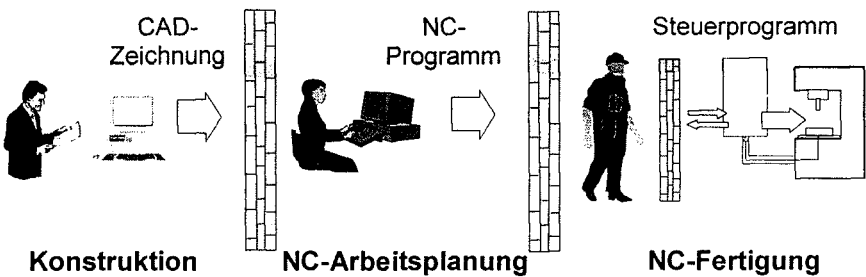 CAD-
Zeichnung
NC-
Programm
Steuerprogramm
Konstruktion
NC-Arbeitsplanung
NC-Fertigung